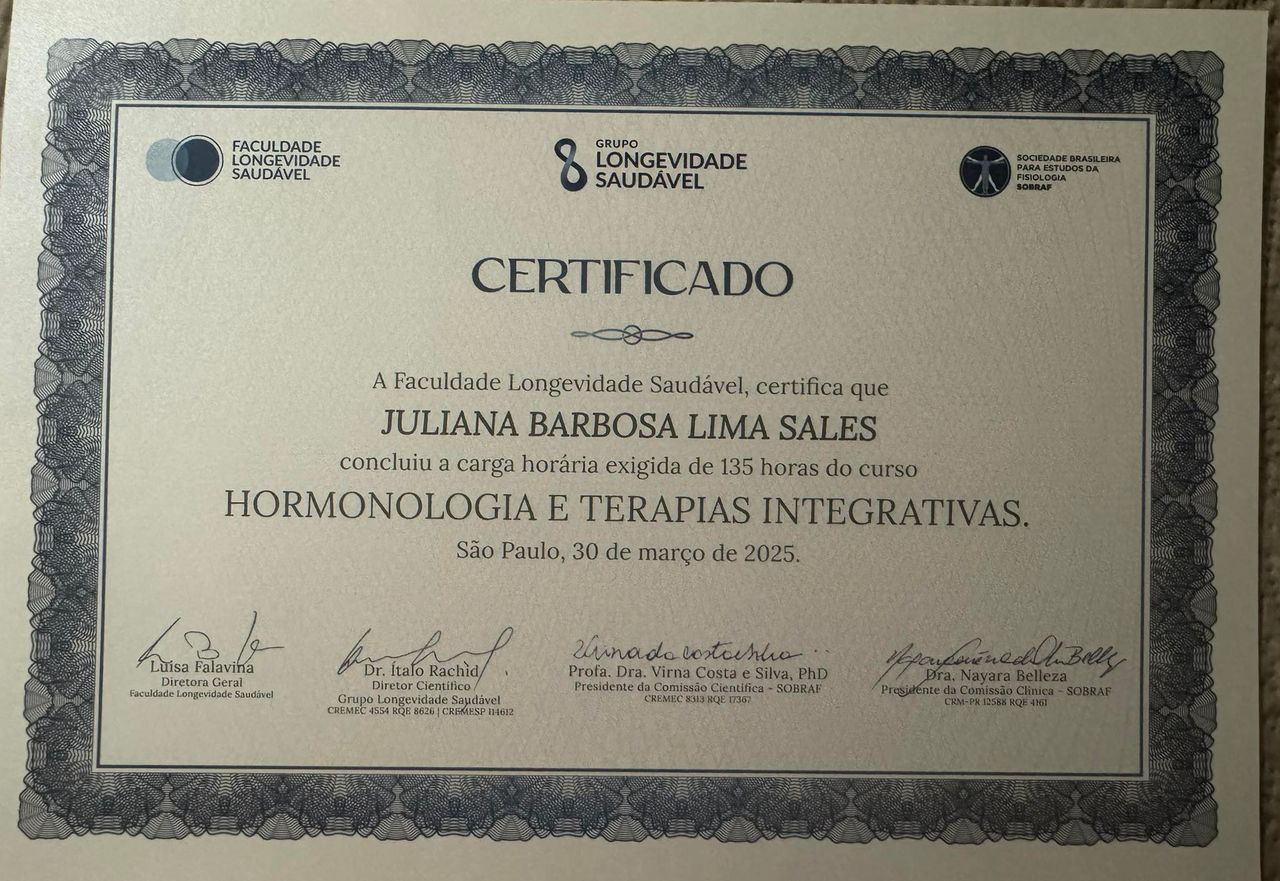 FACULDADE
LONGEVIDADE
SAUDÁVEL
GRUPO
LONGEVIDADE
SAUDÁVEL
SOCIEDADE BRASILEIRA
PARA ESTUDOS DA
FISIOLOGIA
SOBRAF
CERTIFICADO
A Faculdade Longevidade Saudável, certifica que
JULIANA BARBOSA LIMA SALES
concluiu a carga horária exigida de 135 horas do curso
HORMONOLOGIA E TERAPIAS INTEGRATIVAS.
São Paulo, 30 de março de 2025.
Luisa Falavina
Diretora Geral
Faculdade Longevidade Saudável
Dr. Ítalo Rachid
Diretor Científico
Grupo Longevidade Saudável
CREMEC 4554 RQE 8626 | CREMESP 114612
Profa. Dra. Virna Costa e Silva, PhD
Presidente da Comissão Científica - SOBRAF
CREMEC 8313 RQE 17367
Dra. Nayara Belleza
Presidente da Comissão Clínica - SOBRAF
CRM-PR 12588 RQE 4161